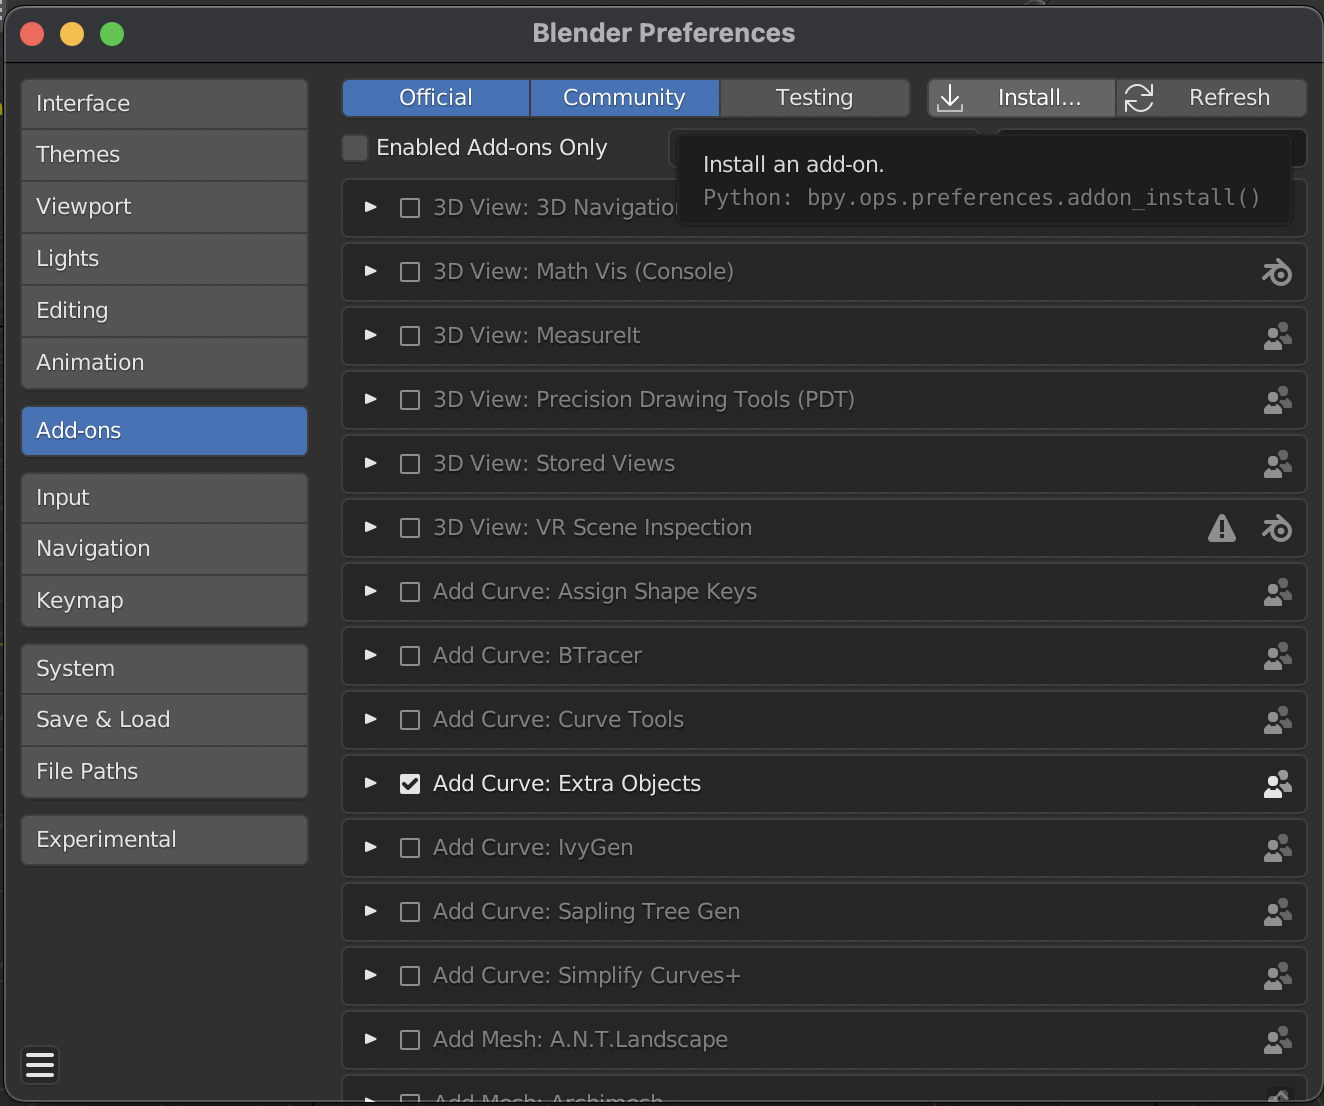 Blender Preferences
Interface
Themes
Viewport
Lights
Editing
Animation
Add-ons
Input
Navigation
Keymap
System
Save & Load
File Paths
Experimental
Official
Community
Testing
Install...
Refresh
Enabled Add-ons Only
Install an add-on.
Python: bpy.ops.preferences.addon_install()
3D View: 3D Navigation
3D View: Math Vis (Console)
3D View: MeasureIt
3D View: Precision Drawing Tools (PDT)
3D View: Stored Views
3D View: VR Scene Inspection
Add Curve: Assign Shape Keys
Add Curve: BTracer
Add Curve: Curve Tools
Add Curve: Extra Objects
Add Curve: IvyGen
Add Curve: Sapling Tree Gen
Add Curve: Simplify Curves+
Add Mesh: A.N.T.Landscape
Add Mesh: Archimesh